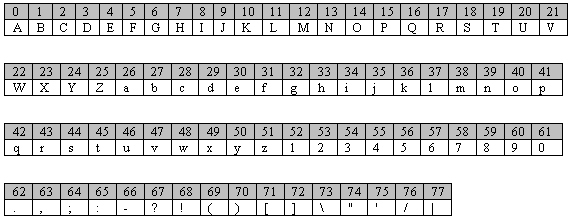 0 1 2 3 4 5 6 7 8 9 10 11 12 13 14 15 16 17 18 19 20 21
A B C D E F G H I J K L M N O P Q R S T U V
22 23 24 25 26 27 28 29 30 31 32 33 34 35 36 37 38 39 40 41
W X Y Z a b c d e f g h i j k l m n o p
42 43 44 45 46 47 48 49 50 51 52 53 54 55 56 57 58 59 60 61
q r s t u v w x y z 1 2 3 4 5 6 7 8 9 0
62 63 64 65 66 67 68 69 70 71 72 73 74 75 76 77
. , ; : - ? ! ( ) [ ] \ " ' / |